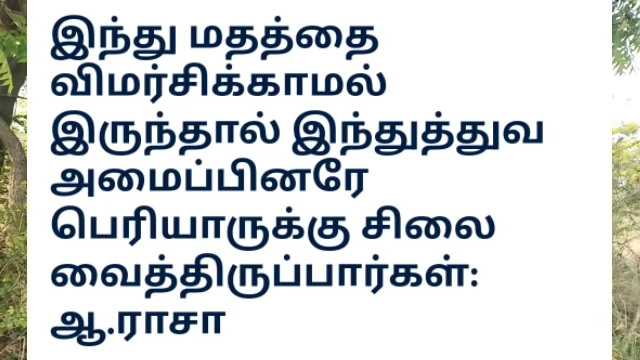 இந்து மதத்தை
விமர்சிக்காமல்
இருந்தால் இந்துத்துவ
அமைப்பினரே
பெரியாருக்கு சிலை
வைத்திருப்பார்கள்:
ஆ.ராசா